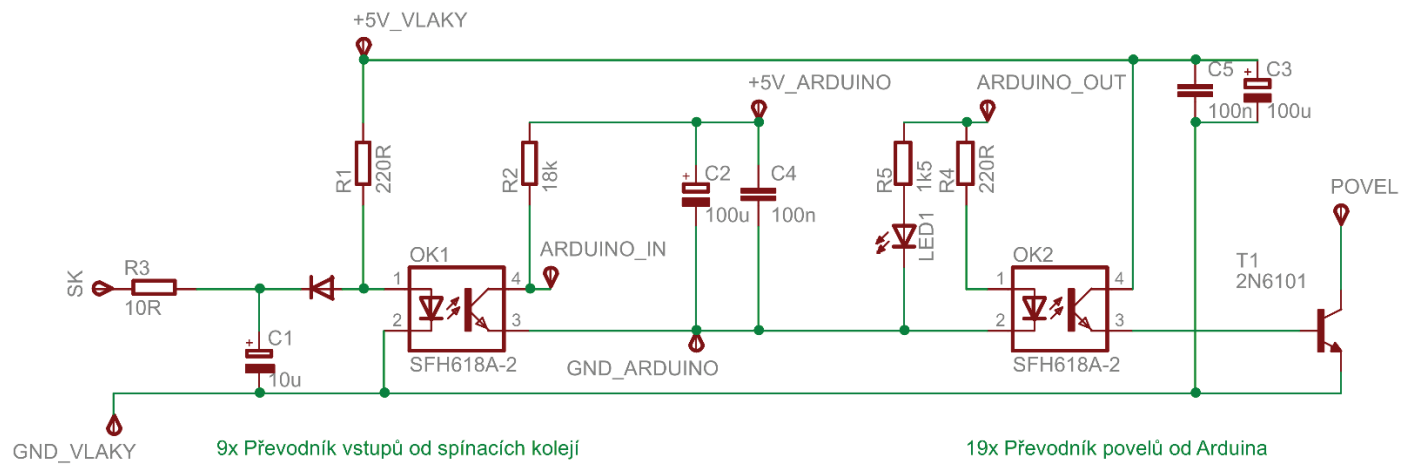 +5V_VLAKY
+5V_ARDUINO
ARDUINO_OUT
C5
100n
C3
100u
R1
220R
R2
18k
C2
100u
C4
100n
R5
1k5
R4
220R
LED1
POVEL
T1
2N6101
SK
R3
10R
C1
10u
OK1
1
2
4
3
SFH618A-2
ARDUINO_IN
GND_ARDUINO
OK2
1
2
4
3
SFH618A-2
GND_VLAKY
9x Převodník vstupů od spínacích kolejí
19x Převodník povelů od Arduina
+
+
+